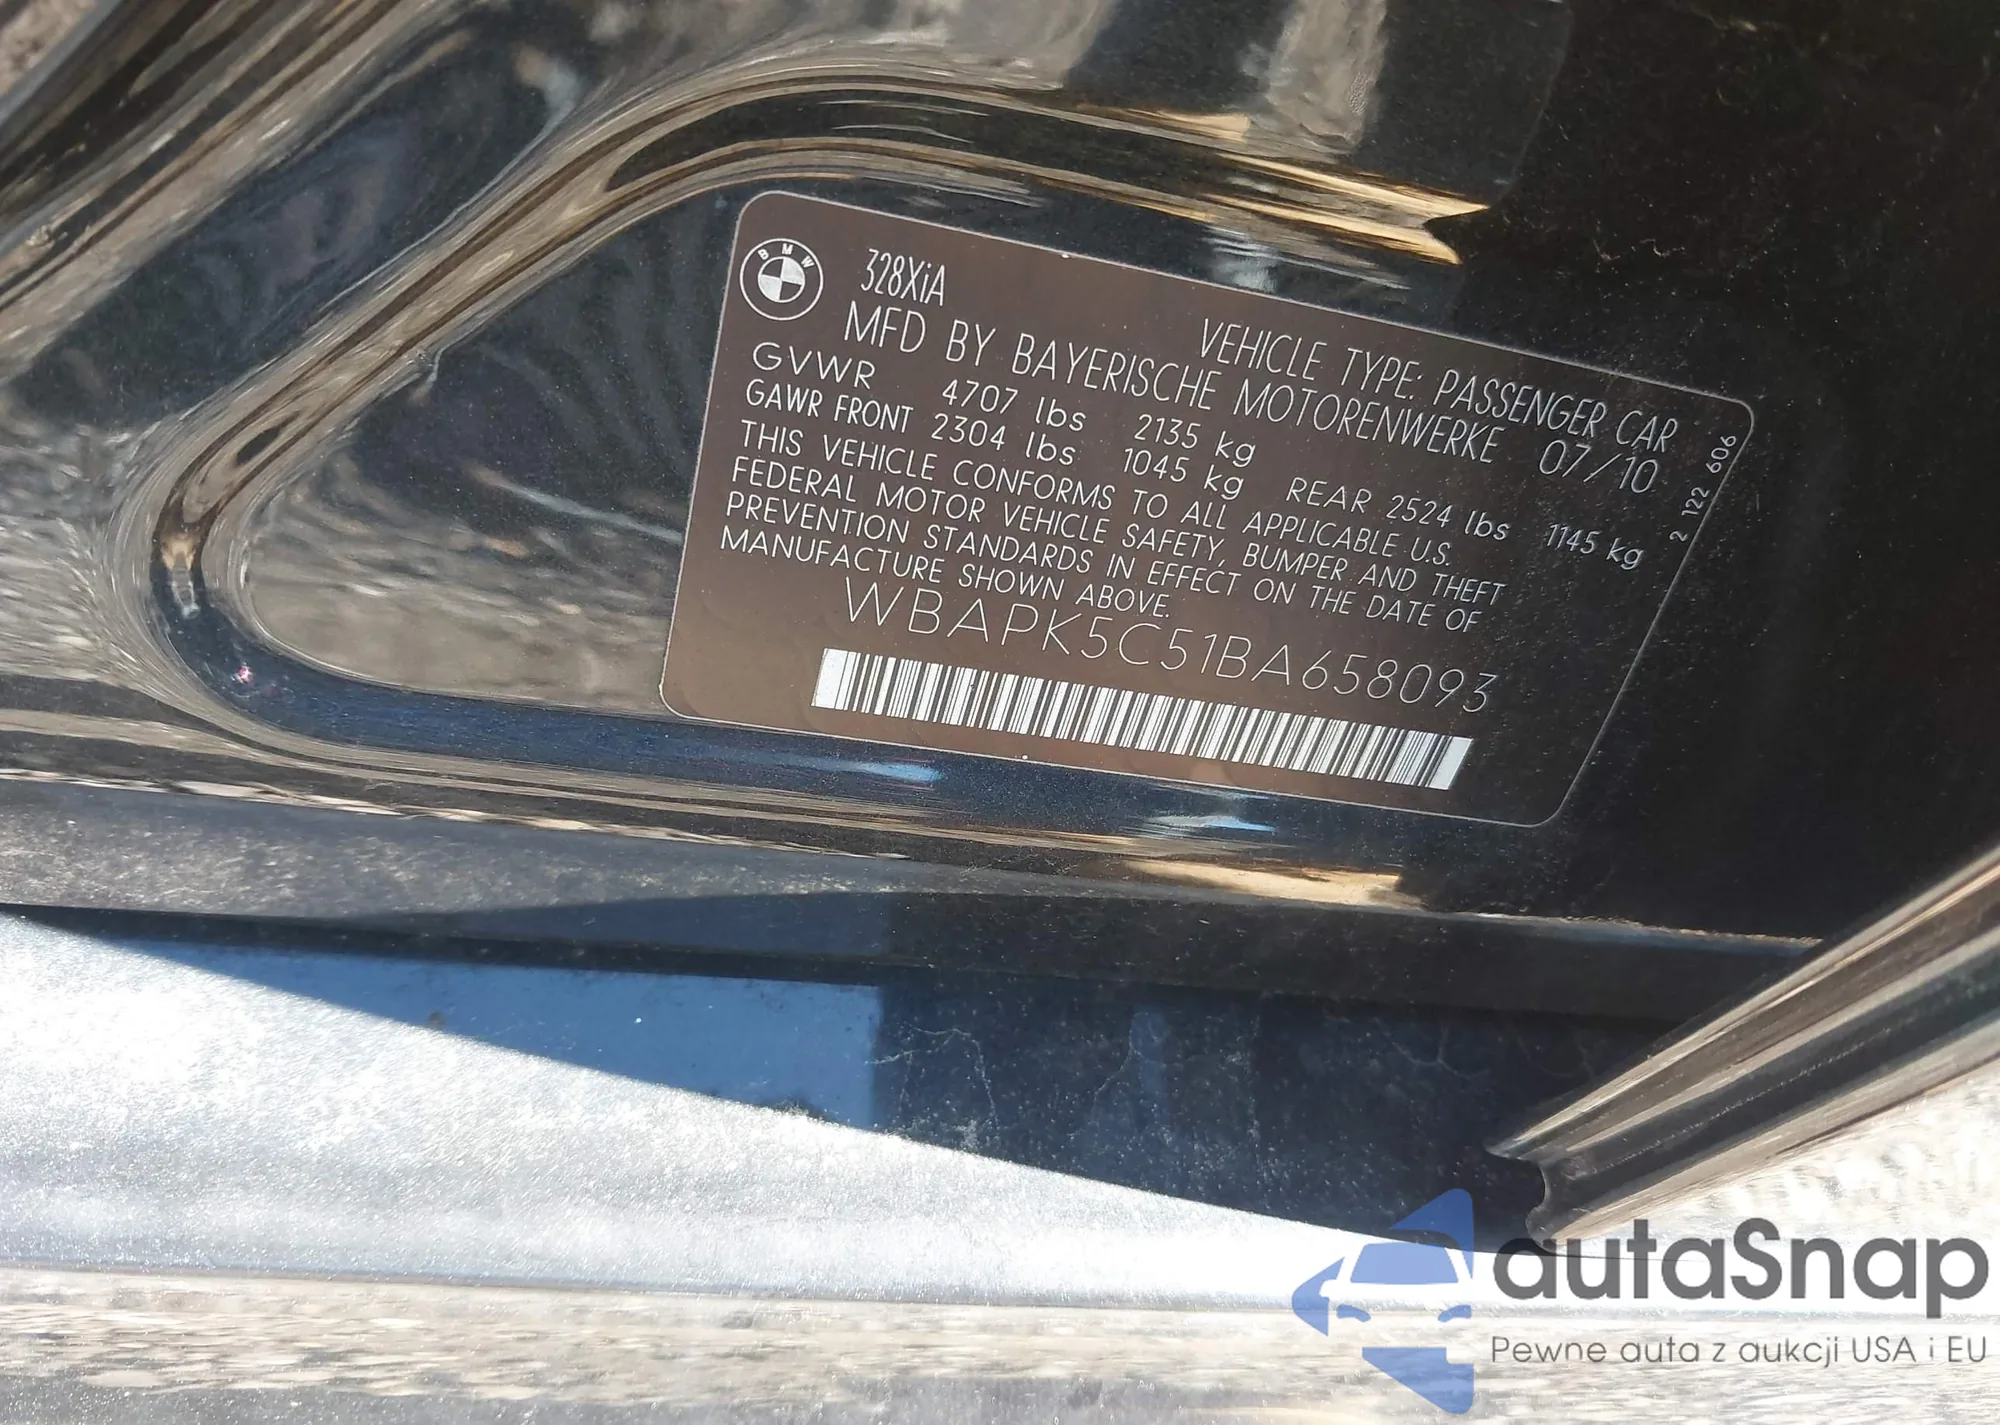 BMW
328XiA
VEHICLE TYPE: PASSENGER CAR
MFD BY BAYERISCHE MOTORENWERKE 07/10
GVWR 4707 lbs 2135 kg
GAWR FRONT 2304 lbs 1045 kg REAR 2524 lbs 1145 kg
THIS VEHICLE CONFORMS TO ALL APPLICABLE U.S.
FEDERAL MOTOR VEHICLE SAFETY, BUMPER AND THEFT
PREVENTION STANDARDS IN EFFECT ON THE DATE OF
MANUFACTURE SHOWN ABOVE.
WBAPK5C51BA658093
2 122 606
autaSnap
Pewne auta z aukcji USA i EU